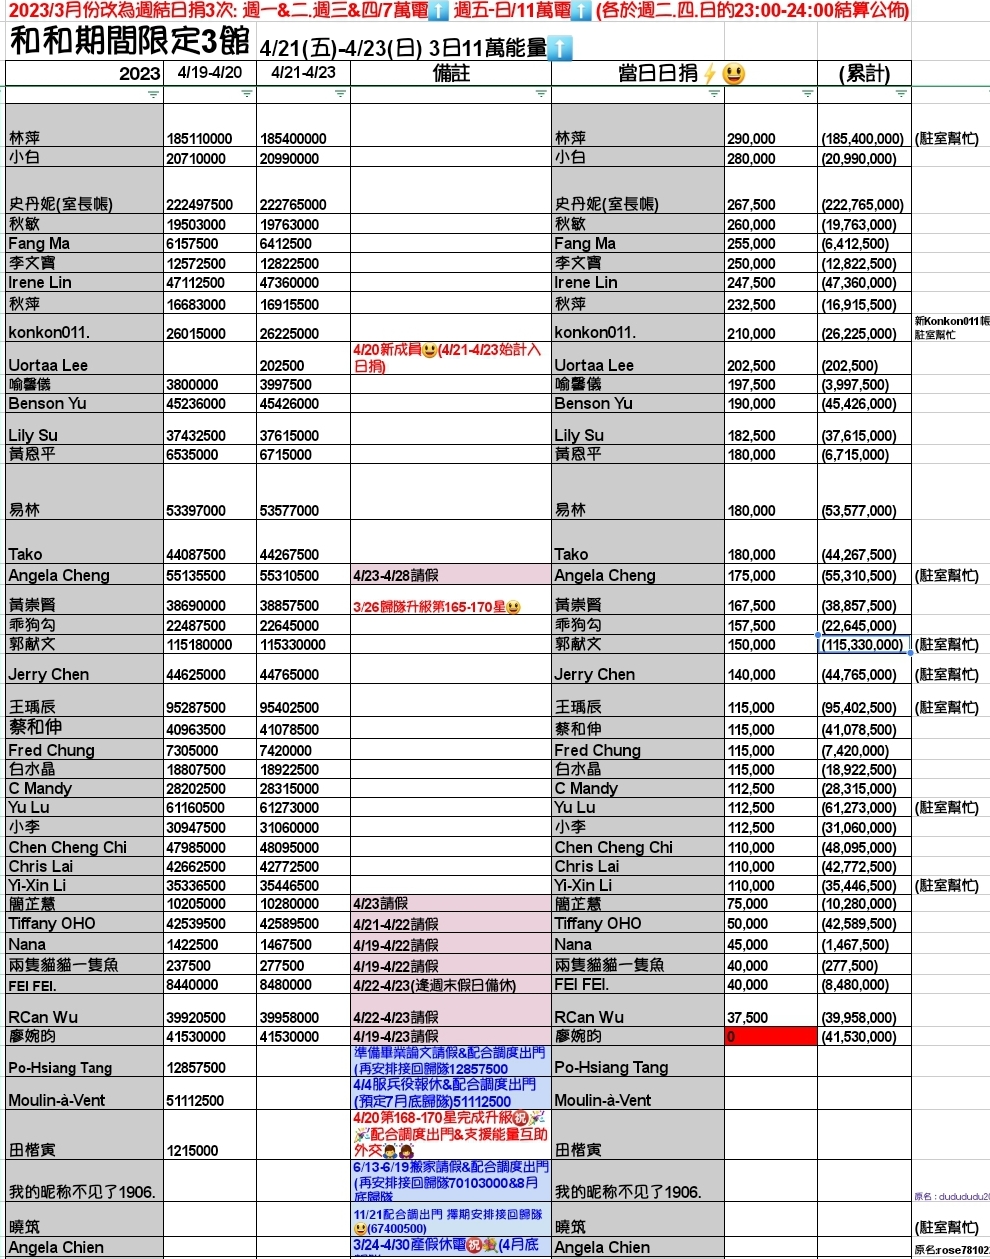 2023/3月份改為週結日捐3次: 週一&二.週三&四/7萬電⬆️ 週五-日/11萬電⬆️ (各於週二.四.日的23:00-24:00結算公佈)
和和期間限定3館 4/21(五)-4/23(日) 3日11萬能量⬆️
2023 4/19-4/20 4/21-4/23 備註 當日日捐⚡😃 (累計)
林萍 185110000 185400000 林萍 290,000 (185,400,000) (駐室幫忙)
小白 20710000 20990000 小白 280,000 (20,990,000)
史丹妮(室長帳) 222497500 222765000 史丹妮(室長帳) 267,500 (222,765,000)
秋敏 19503000 19763000 秋敏 260,000 (19,763,000)
Fang Ma 6157500 6412500 Fang Ma 255,000 (6,412,500)
李文寶 12572500 12822500 李文寶 250,000 (12,822,500)
Irene Lin 47112500 47360000 Irene Lin 247,500 (47,360,000)
秋萍 16683000 16915500 秋萍 232,500 (16,915,500)
konkon011. 26015000 26225000 konkon011. 210,000 (26,225,000) 新Konkon011帳
駐室幫忙
Uortaa Lee 202500 4/20新成員😃(4/21-4/23始計入
日捐) Uortaa Lee 202,500 (202,500)
喻馨儀 3800000 3997500 喻馨儀 197,500 (3,997,500)
Benson Yu 45236000 45426000 Benson Yu 190,000 (45,426,000)
Lily Su 37432500 37615000 Lily Su 182,500 (37,615,000)
黃恩平 6535000 6715000 黃恩平 180,000 (6,715,000)
易林 53397000 53577000 易林 180,000 (53,577,000)
Tako 44087500 44267500 Tako 180,000 (44,267,500)
Angela Cheng 55135500 55310500 4/23-4/28請假 Angela Cheng 175,000 (55,310,500) (駐室幫忙)
黃崇賢 38690000 38857500 3/26歸隊升級第165-170星😃 黃崇賢 167,500 (38,857,500)
乖狗勾 22487500 22645000 乖狗勾 157,500 (22,645,000)
郭献文 115180000 115330000 郭献文 150,000 (115,330,000) (駐室幫忙)
Jerry Chen 44625000 44765000 Jerry Chen 140,000 (44,765,000) (駐室幫忙)
王瑀辰 95287500 95402500 王瑀辰 115,000 (95,402,500) (駐室幫忙)
蔡和伸 40963500 41078500 蔡和伸 115,000 (41,078,500)
Fred Chung 7305000 7420000 Fred Chung 115,000 (7,420,000)
白水晶 18807500 18922500 白水晶 115,000 (18,922,500)
C Mandy 28202500 28315000 C Mandy 112,500 (28,315,000)
Yu Lu 61160500 61273000 Yu Lu 112,500 (61,273,000) (駐室幫忙)
小李 30947500 31060000 小李 112,500 (31,060,000)
Chen Cheng Chi 47985000 48095000 Chen Cheng Chi 110,000 (48,095,000)
Chris Lai 42662500 42772500 Chris Lai 110,000 (42,772,500)
Yi-Xin Li 35336500 35446500 Yi-Xin Li 110,000 (35,446,500) (駐室幫忙)
簡芷慧 10205000 10280000 4/23請假 簡芷慧 75,000 (10,280,000)
Tiffany OHO 42539500 42589500 4/21-4/22請假 Tiffany OHO 50,000 (42,589,500)
Nana 1422500 1467500 4/19-4/22請假 Nana 45,000 (1,467,500)
兩隻貓貓一隻魚 237500 277500 4/19-4/22請假 兩隻貓貓一隻魚 40,000 (277,500)
FEI FEI. 8440000 8480000 4/22-4/23(逢週末假日備休) FEI FEI. 40,000 (8,480,000)
RCan Wu 39920500 39958000 4/22-4/23請假 RCan Wu 37,500 (39,958,000)
廖婉昀 41530000 41530000 4/19-4/23請假 廖婉昀 0 (41,530,000)
Po-Hsiang Tang 12857500 準備畢業論文請假&配合調度出門
(再安排接回歸隊12857500 Po-Hsiang Tang
Moulin-à-Vent 51112500 4/4服兵役報休&配合調度出門
(預定7月底歸隊)51112500 Moulin-à-Vent
田楷寅 1215000 4/20第168-170星完成升級㊗️🎉
🎉配合調度出門&支援能量互助
外交🙇‍♂️🙇‍♀️ 田楷寅
我的昵称不见了1906. 6/13-6/19搬家請假&配合調度出門
(再安排接回歸隊70103000&8月
底歸隊 我的昵称不见了1906. 原名：dudududu20
曉筑 11/21配合調出門 擇期安排接回歸隊
😃(67400500) 曉筑 (駐室幫忙)
Angela Chien 3/24-4/30產假休電㊗️🤱(4月底 Angela Chien 原名:rose78102